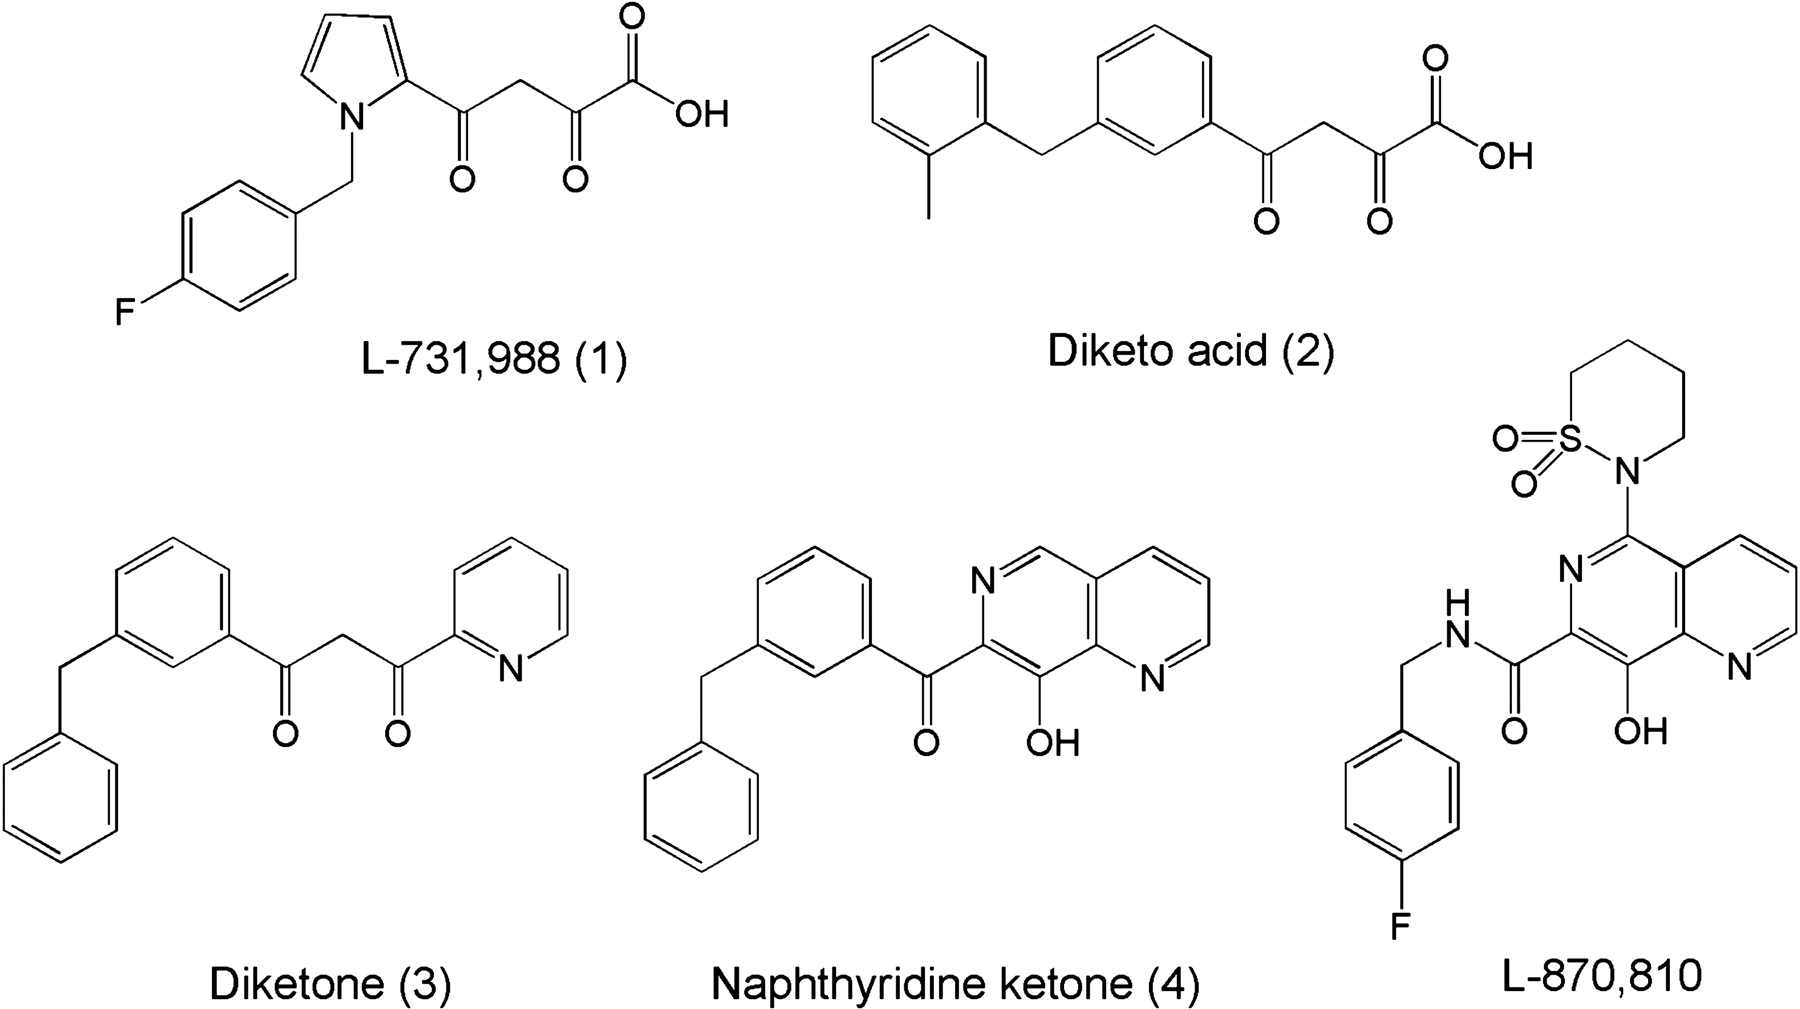 O
OH
N
O
O
F
L-731,988 (1)
O
OH
O
O
Diketo acid (2)
N
O
O
Diketone (3)
N
N
O
OH
Naphthyridine ketone (4)
O
S
O
N
N
H
N
N
O
OH
F
L-870,810